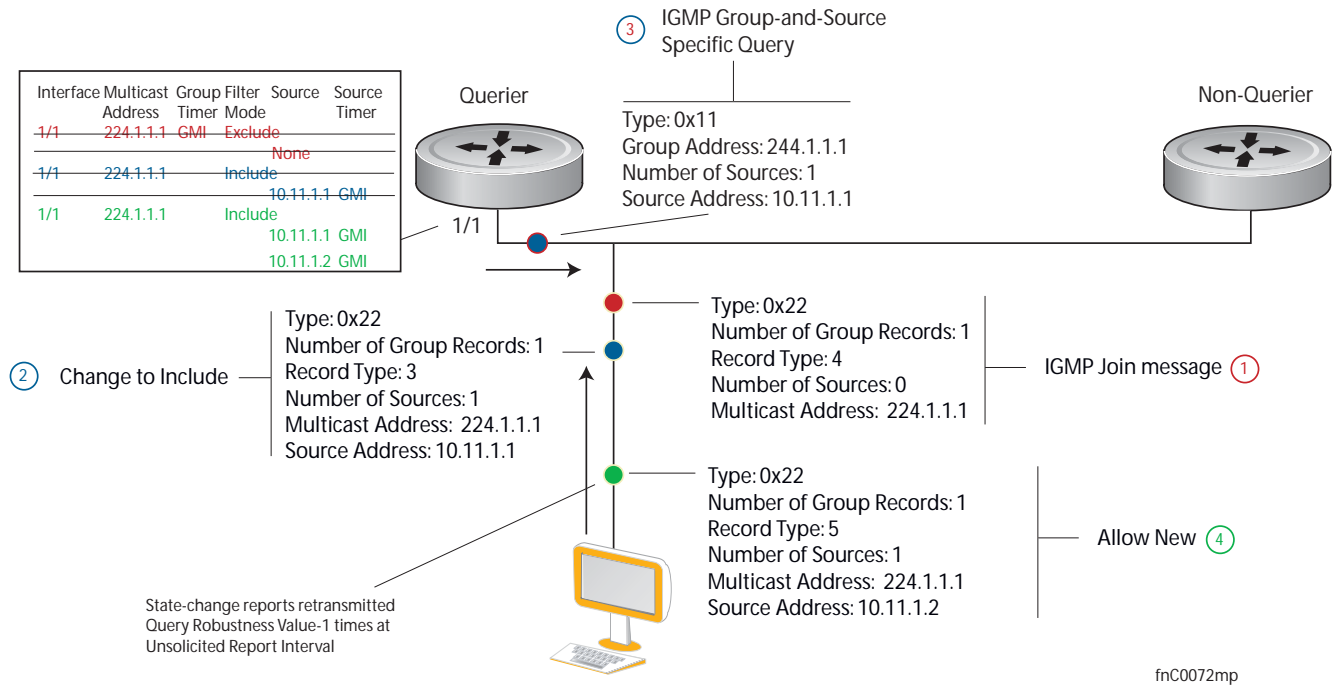 3
IGMP Group-and-Source
Specific Query
Interface Multicast Group Filter Source Source
Address Timer Mode Timer
1/1 224.1.1.1 GMI Exclude
None
1/1 224.1.1.1 Include
10.11.1.1 GMI
1/1 224.1.1.1 Include
10.11.1.1 GMI
10.11.1.2 GMI
Querier
1/1
Non-Querier
Type: 0x11
Group Address: 244.1.1.1
Number of Sources: 1
Source Address: 10.11.1.1
2 Change to Include
Type: 0x22
Number of Group Records: 1
Record Type: 3
Number of Sources: 1
Multicast Address: 224.1.1.1
Source Address: 10.11.1.1
Type: 0x22
Number of Group Records: 1
Record Type: 4
Number of Sources: 0
Multicast Address: 224.1.1.1
IGMP Join message 1
Type: 0x22
Number of Group Records: 1
Record Type: 5
Number of Sources: 1
Multicast Address: 224.1.1.1
Source Address: 10.11.1.2
Allow New 4
State-change reports retransmitted
Query Robustness Value-1 times at
Unsolicited Report Interval
fnC0072mp